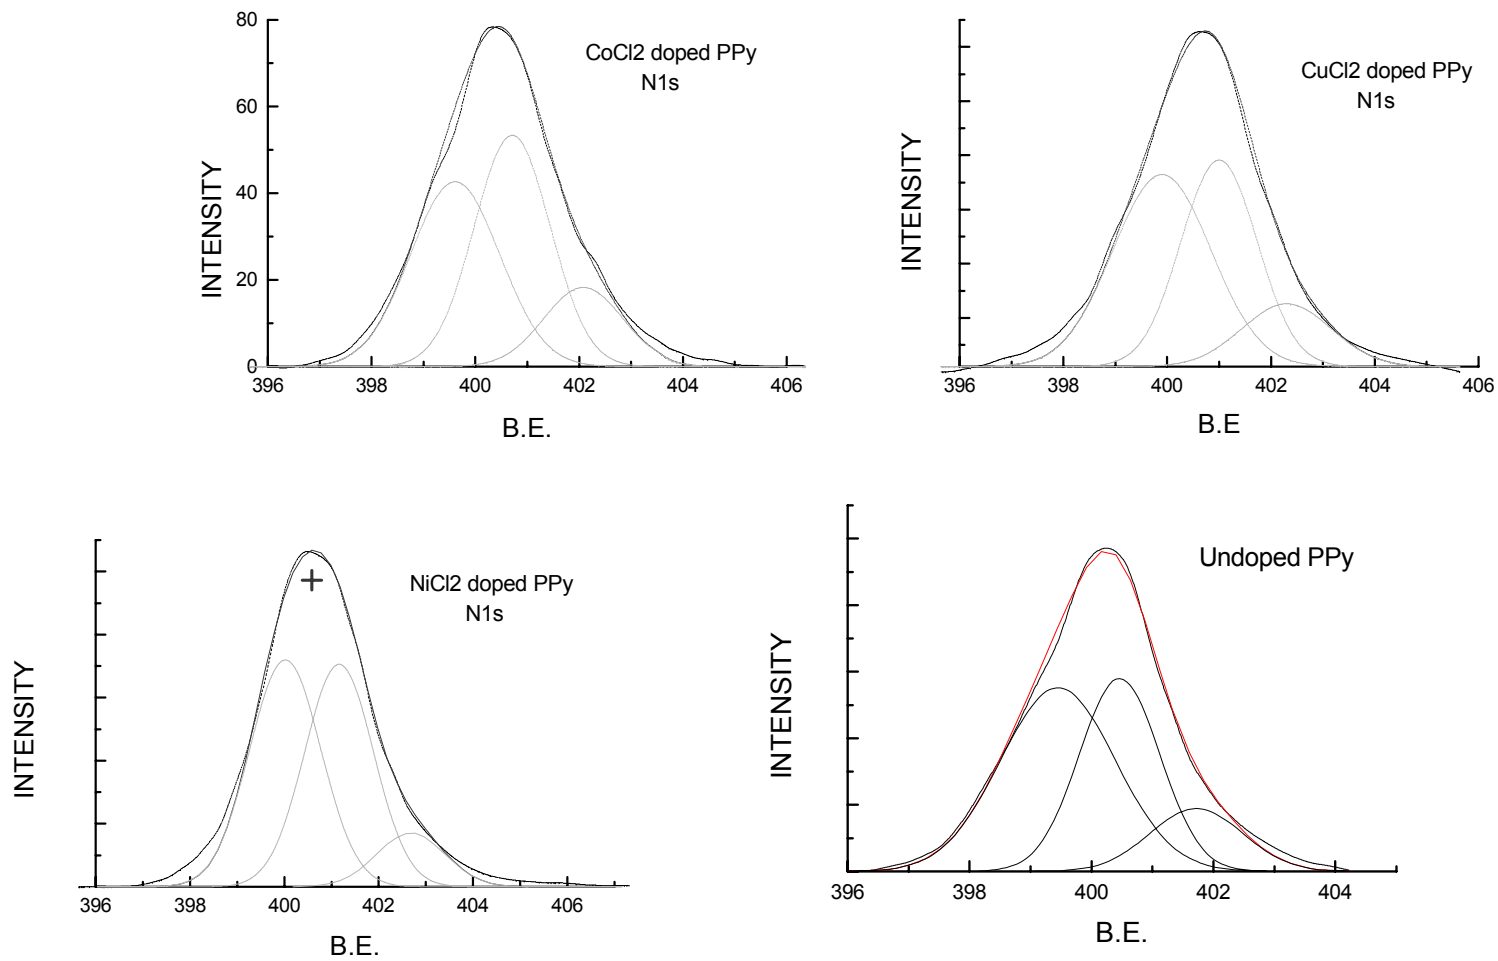 80
60
40
20
0
INTENSITY
CoCl2 doped PPy
N1s
396 398 400 402 404 406
B.E.
INTENSITY
CuCl2 doped PPy
N1s
396 398 400 402 404 406
B.E
INTENSITY
NiCl2 doped PPy
N1s
396 398 400 402 404 406
B.E.
INTENSITY
Undoped PPy
396 398 400 402 404
B.E.